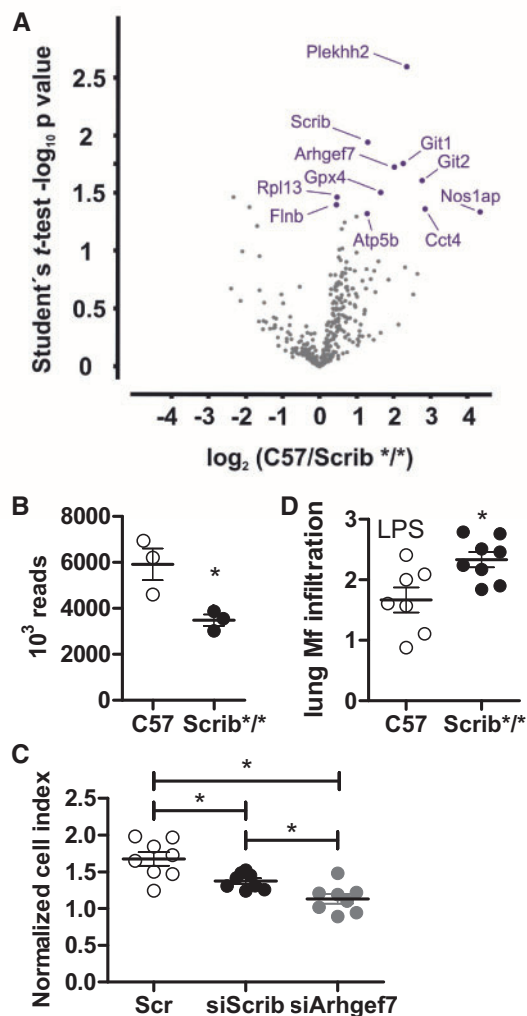 A
Student´s t-test -log10 p value
2.5
2
1.5
1
0.5
0
Plekhh2
Scrib
Arhgef7
Git1
Git2
Gpx4
Rpl13
Nos1ap
Flnb
Atp5b
Cct4
-4 -3 -2 -1 0 1 2 3 4
log2 (C57/Scrib */*)
B
10³ reads
8000
6000
4000
2000
0
*
C57 Scrib*/*
D
lung Mf infiltration
3
2
1
0
LPS
*
C57 Scrib*/*
C
Normalized cell index
2.5
2.0
1.5
1.0
0.5
0.0
*
* *
Scr siScrib siArhgef7